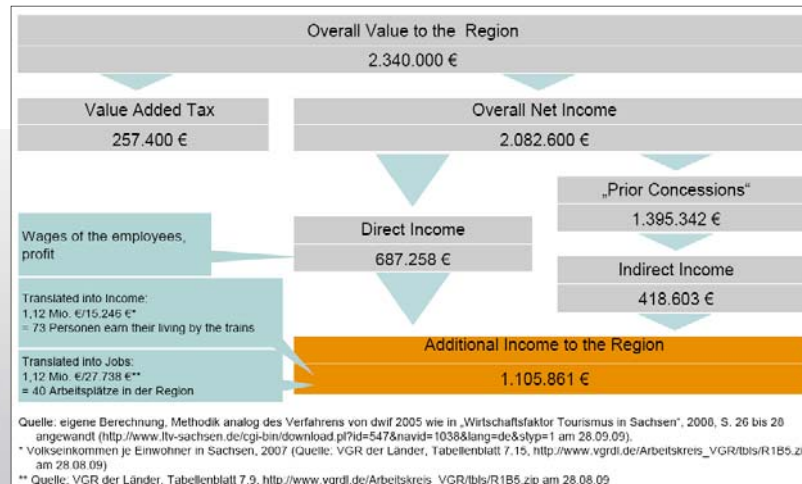 Overall Value to the Region
2.340.000 €
Value Added Tax
257.400 €
Overall Net Income
2.082.600 €
„Prior Concessions“
1.395.342 €
Wages of the employees,
profit
Direct Income
687.258 €
Indirect Income
418.603 €
Translated into Income:
1,12 Mio. €/15.246 €*
= 73 Personen earn their living by the trains
Translated into Jobs:
1,12 Mio. €/27.738 €**
= 40 Arbeitsplätze in der Region
Additional Income to the Region
1.105.861 €
Quelle: eigene Berechnung, Methodik analog des Verfahrens von dwif 2005 wie in „Wirtschaftsfaktor Tourismus in Sachsen“, 2008, S. 26 bis 28
angewandt (http://www.ltv-sachsen.de/cgi-bin/download.pl?id=547&navid=1038&lang=de&styp=1 am 28.09.09).
* Volkseinkommen je Einwohner in Sachsen, 2007 (Quelle: VGR der Länder, Tabellenblatt 7.15, http://www.vgrdl.de/Arbeitskreis_VGR/tbls/R1B5.zi
am 28.08.09)
** Quelle: VGR der Länder, Tabellenblatt 7.9, http://www.vgrdl.de/Arbeitskreis_VGR/tbls/R1B5.zip am 28.08.09